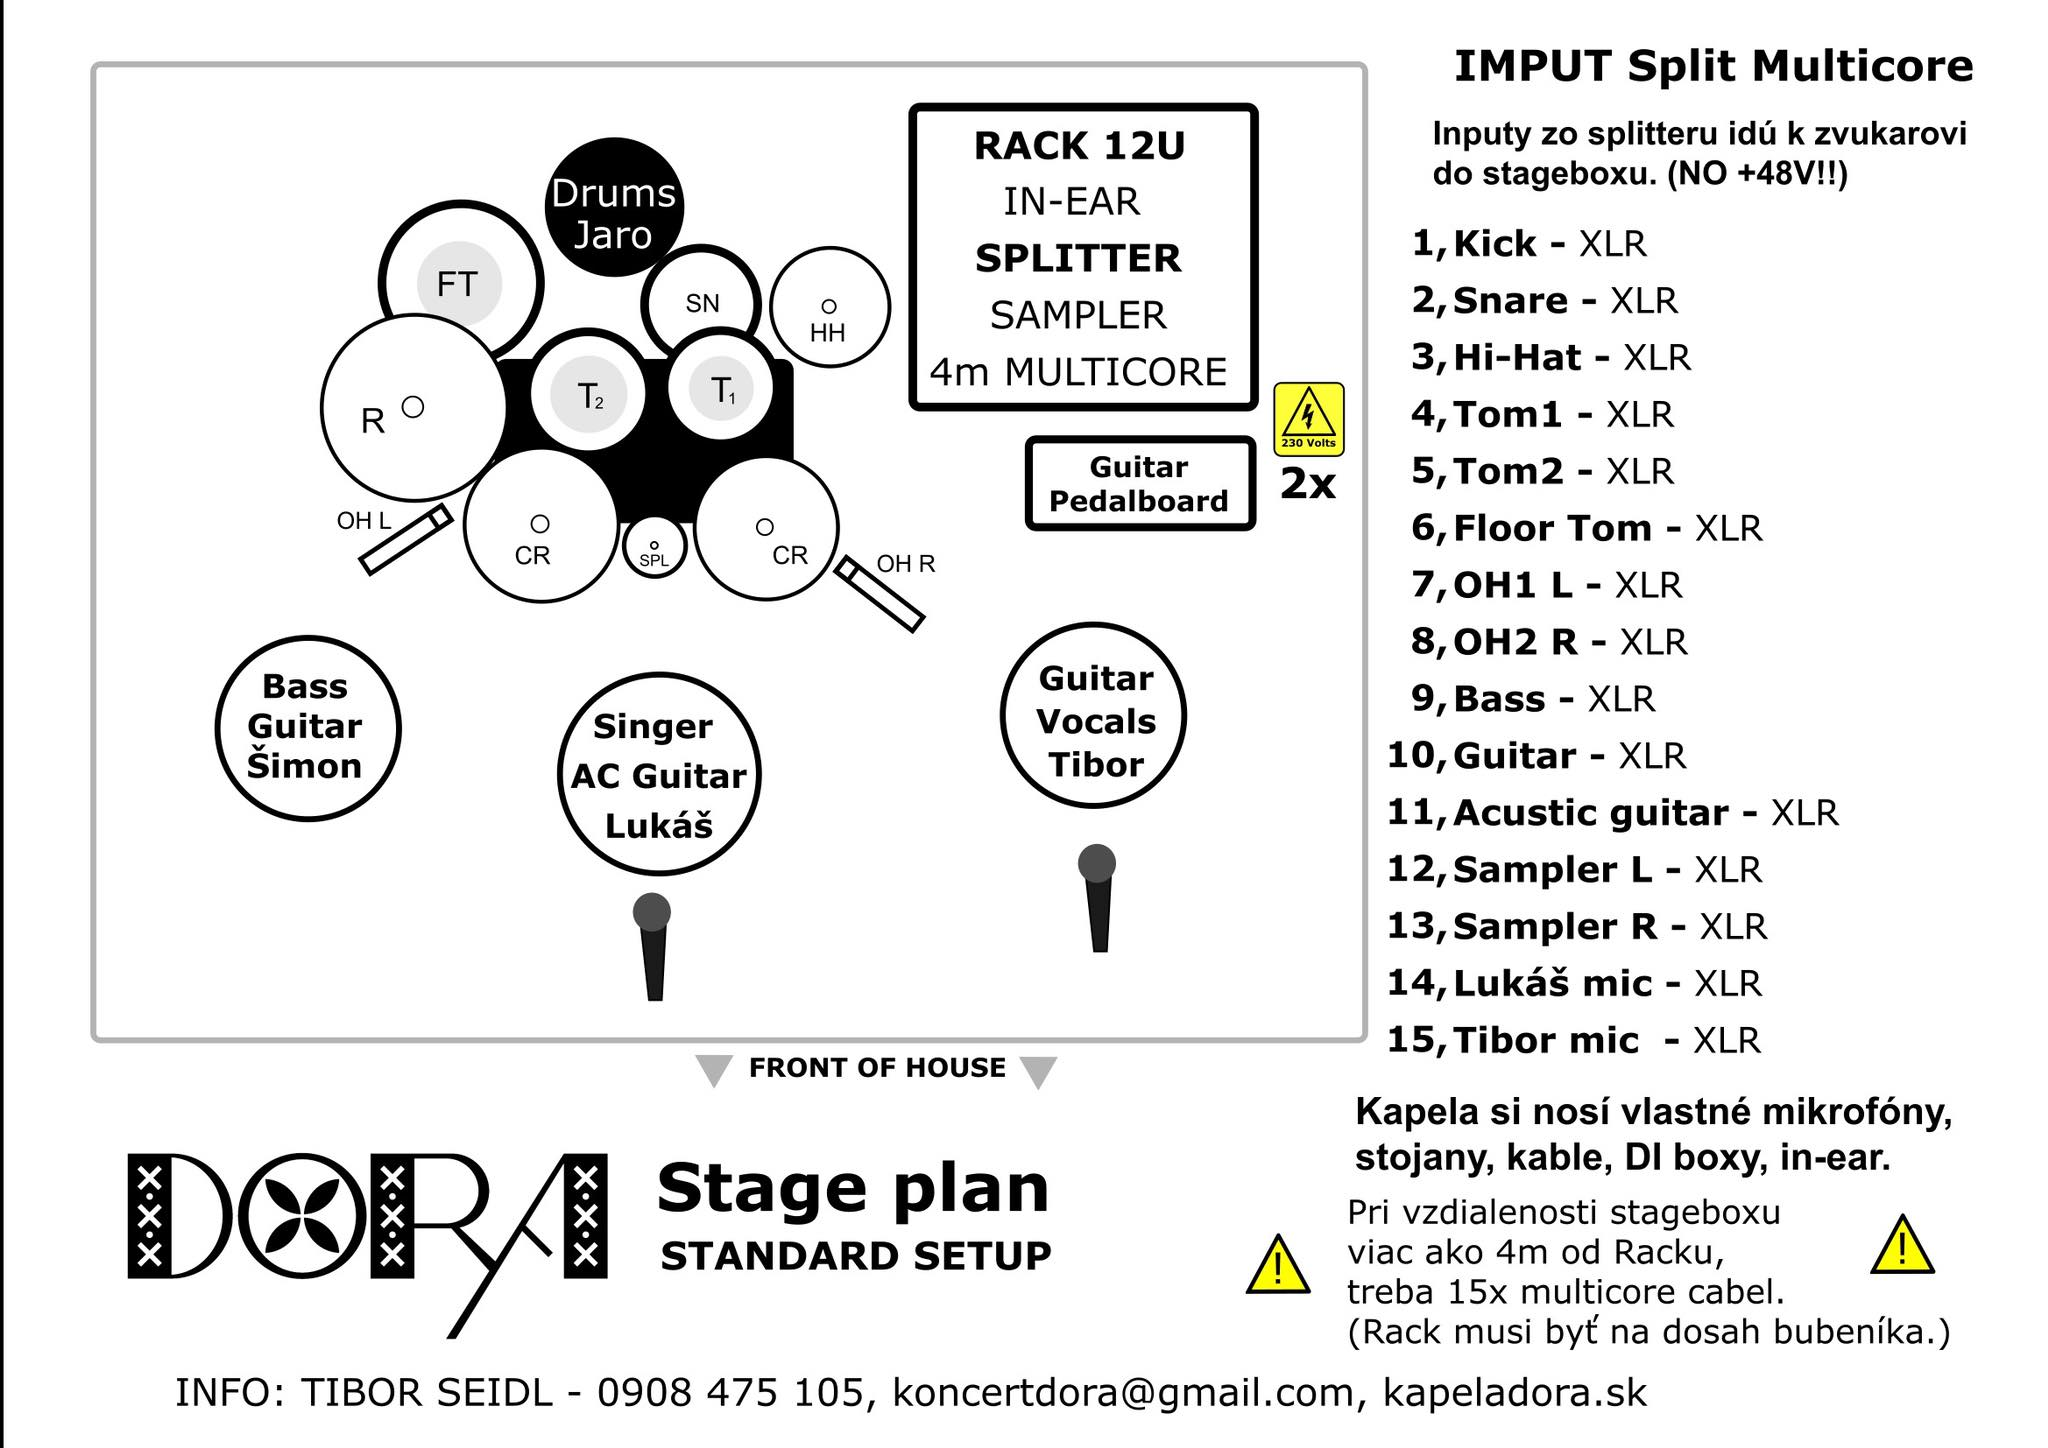 IMPUT Split Multicore
Inputy zo splitteru idú k zvukarovi
do stageboxu. (NO +48V!!)
1, Kick - XLR
2, Snare - XLR
3, Hi-Hat - XLR
4, Tom1 - XLR
5, Tom2 - XLR
6, Floor Tom - XLR
7, OH1 L - XLR
8, OH2 R - XLR
9, Bass - XLR
10, Guitar - XLR
11, Acustic guitar - XLR
12, Sampler L - XLR
13, Sampler R - XLR
14, Lukáš mic - XLR
15, Tibor mic - XLR
Drums
Jaro
FT
SN
HH
T2
T1
R
OH L
CR
SPL
CR
OH R
RACK 12U
IN-EAR
SPLITTER
SAMPLER
4m MULTICORE
230 Volts
2x
Guitar
Pedalboard
Bass
Guitar
Šimon
Singer
AC Guitar
Lukáš
Guitar
Vocals
Tibor
FRONT OF HOUSE
Kapela si nosí vlastné mikrofóny,
stojany, kable, DI boxy, in-ear.
! Pri vzdialenosti stageboxu !
viac ako 4m od Racku,
treba 15x multicore cabel.
(Rack musi byť na dosah bubeníka.)
DORA
Stage plan
STANDARD SETUP
INFO: TIBOR SEIDL - 0908 475 105, koncertdora@gmail.com, kapeladora.sk